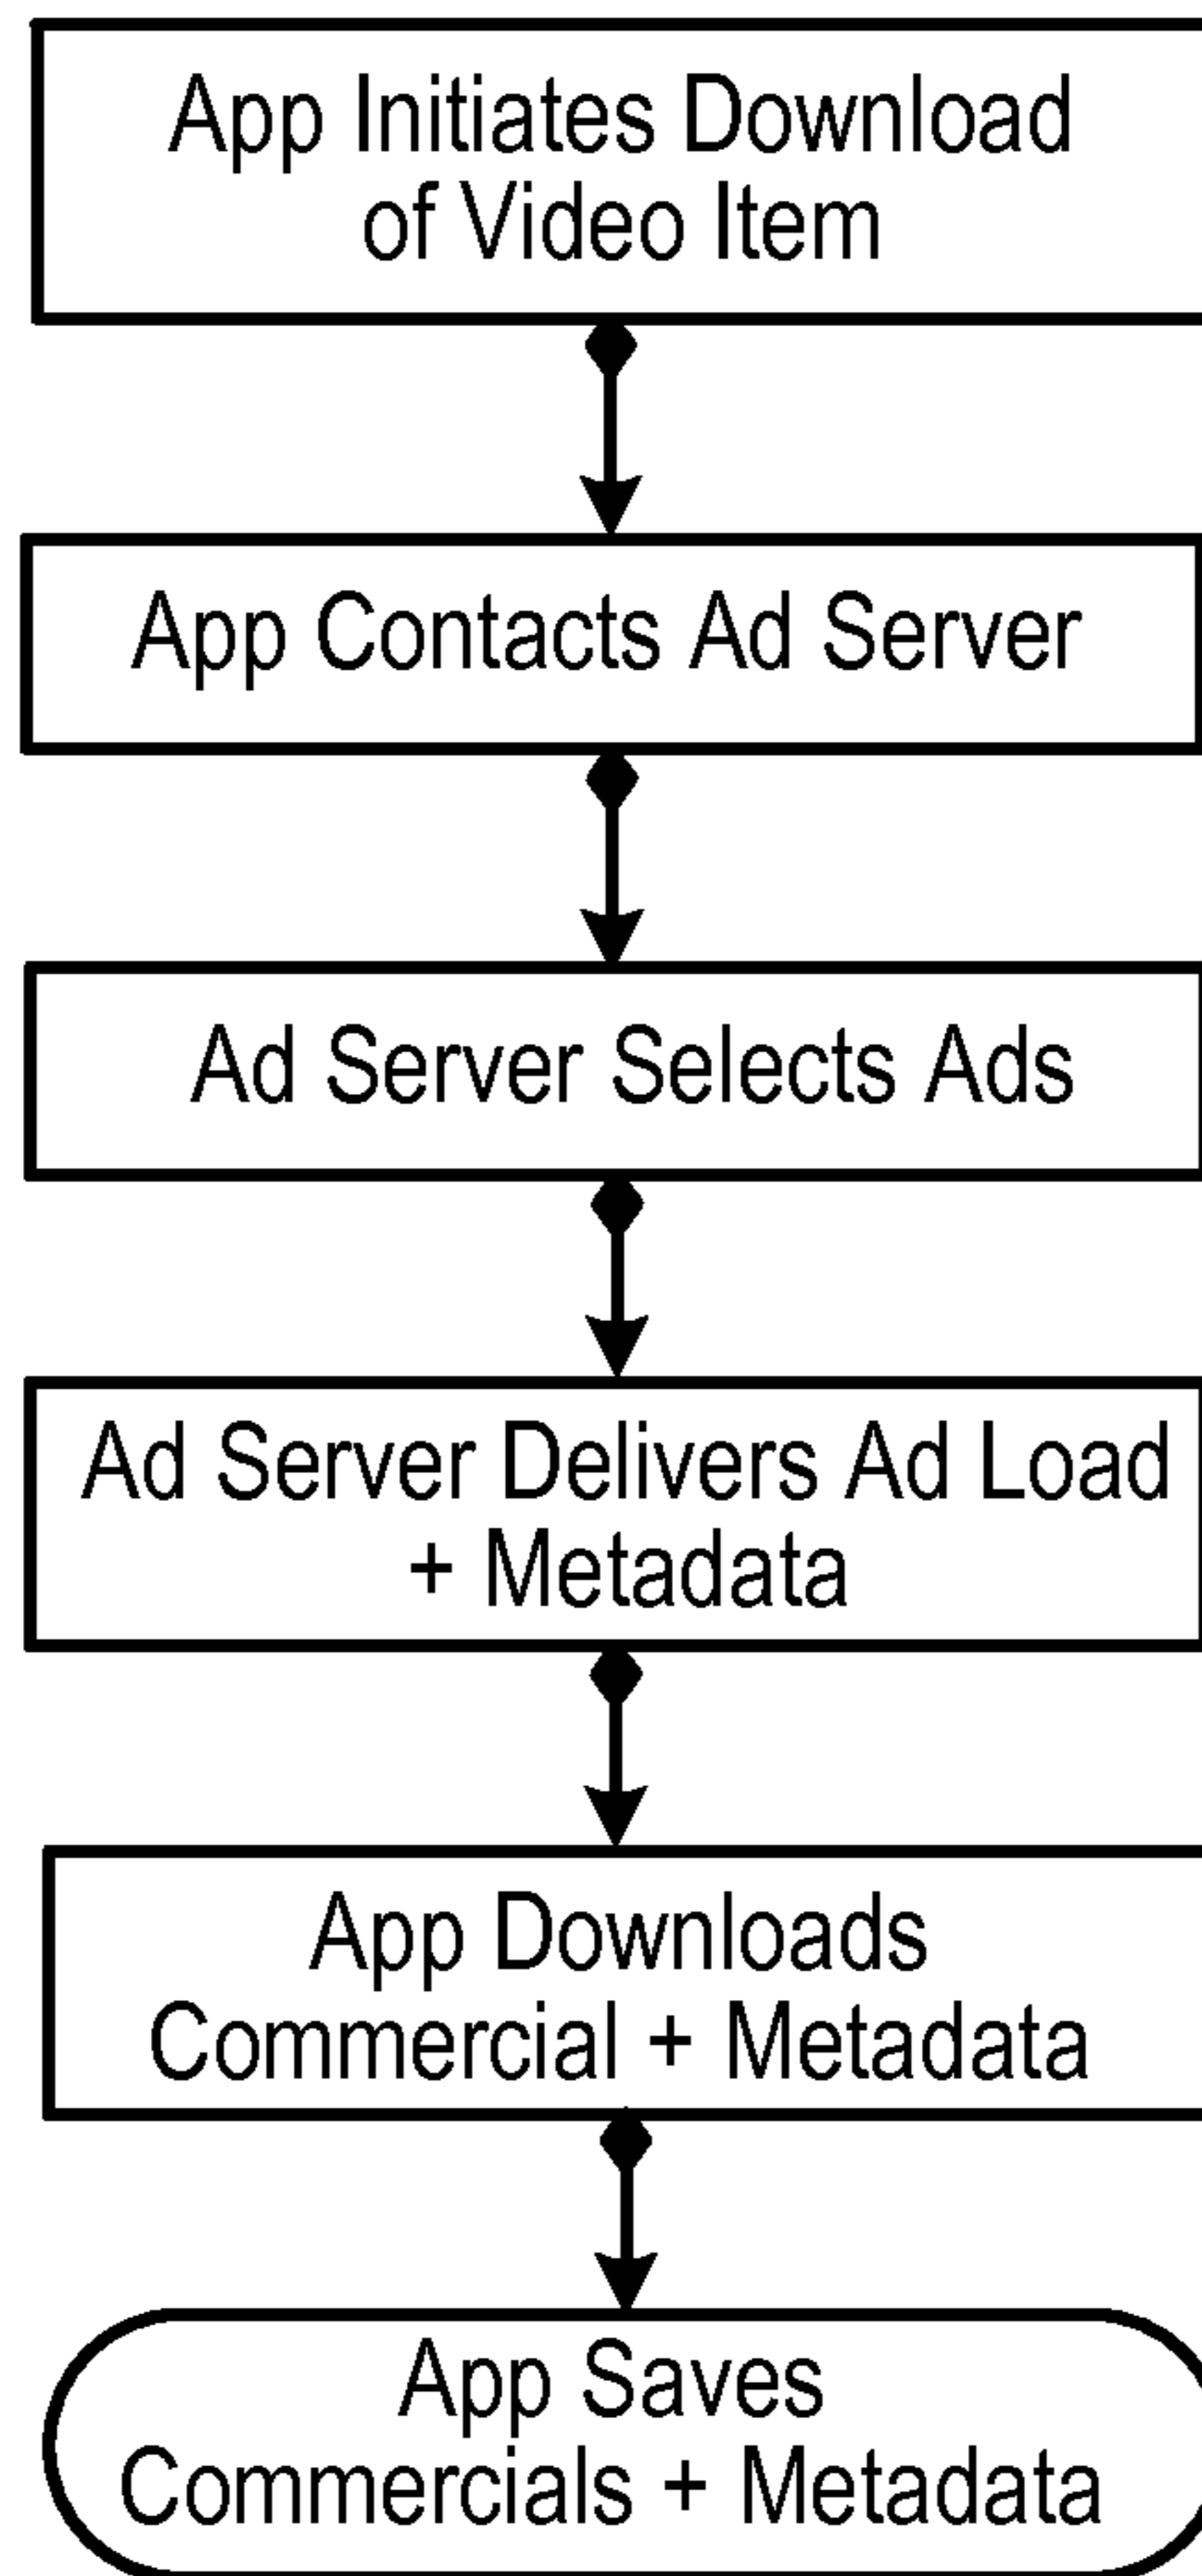 App Initiates Download
of Video Item
App Contacts Ad Server
Ad Server Selects Ads
Ad Server Delivers Ad Load
+ Metadata
App Downloads
Commercial + Metadata
App Saves
Commercials + Metadata